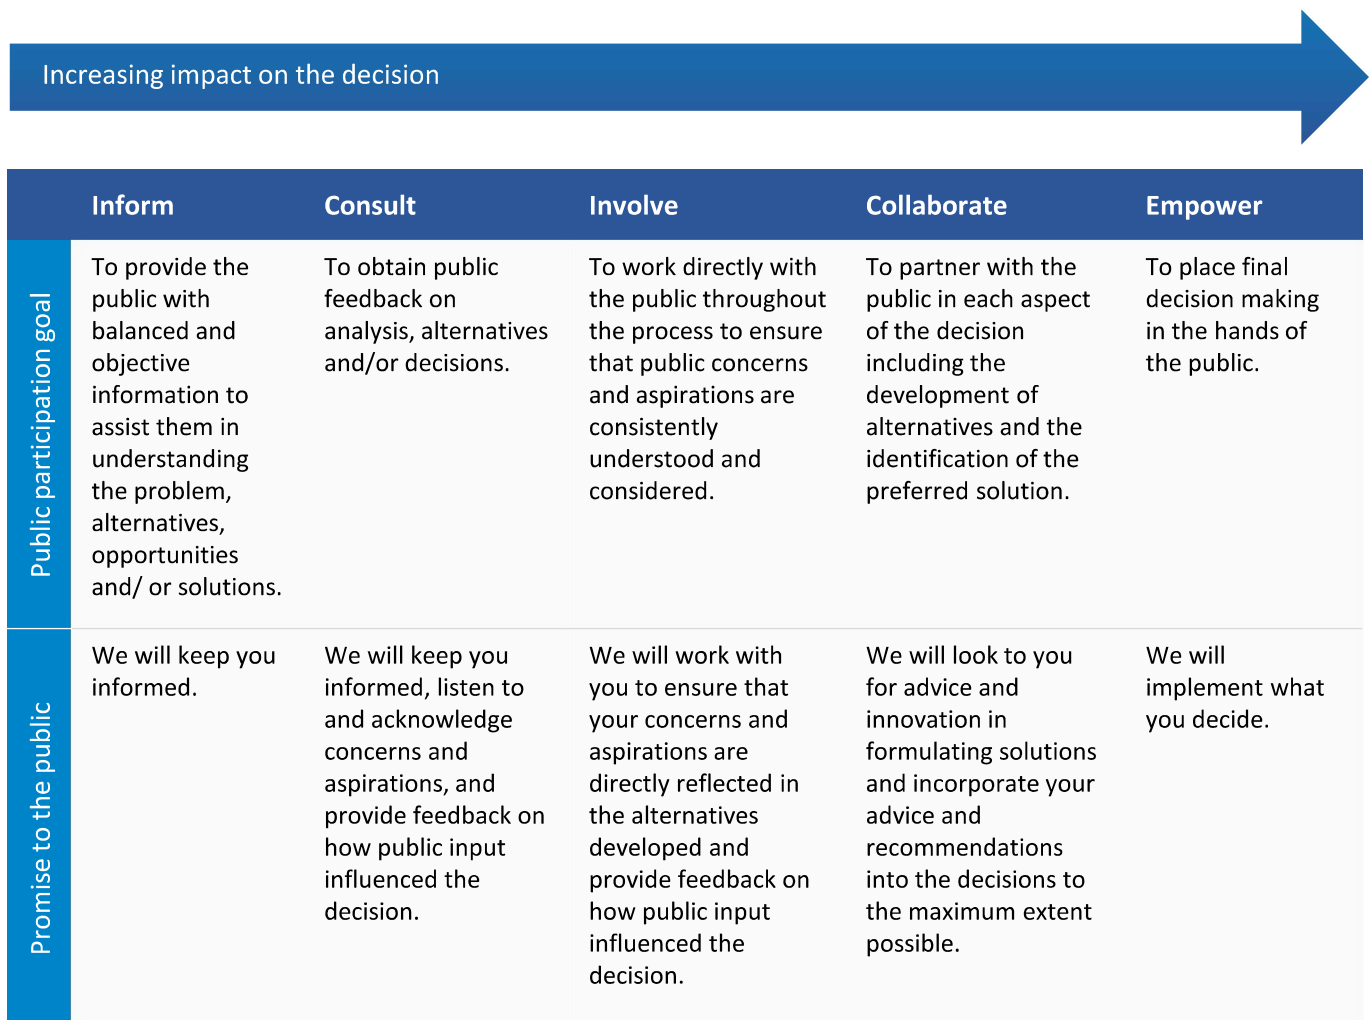 Increasing impact on the decision
Inform
Consult
Involve
Collaborate
Empower
Public participation goal
To provide the
public with
balanced and
objective
information to
assist them in
understanding
the problem,
alternatives,
opportunities
and/ or solutions.
To obtain public
feedback on
analysis, alternatives
and/or decisions.
To work directly with
the public throughout
the process to ensure
that public concerns
and aspirations are
consistently
understood and
considered.
To partner with the
public in each aspect
of the decision
including the
development of
alternatives and the
identification of the
preferred solution.
To place final
decision making
in the hands of
the public.
Promise to the public
We will keep you
informed.
We will keep you
informed, listen to
and acknowledge
concerns and
aspirations, and
provide feedback on
how public input
influenced the
decision.
We will work with
you to ensure that
your concerns and
aspirations are
directly reflected in
the alternatives
developed and
provide feedback on
how public input
influenced the
decision.
We will look to you
for advice and
innovation in
formulating solutions
and incorporate your
advice and
recommendations
into the decisions to
the maximum extent
possible.
We will
implement what
you decide.